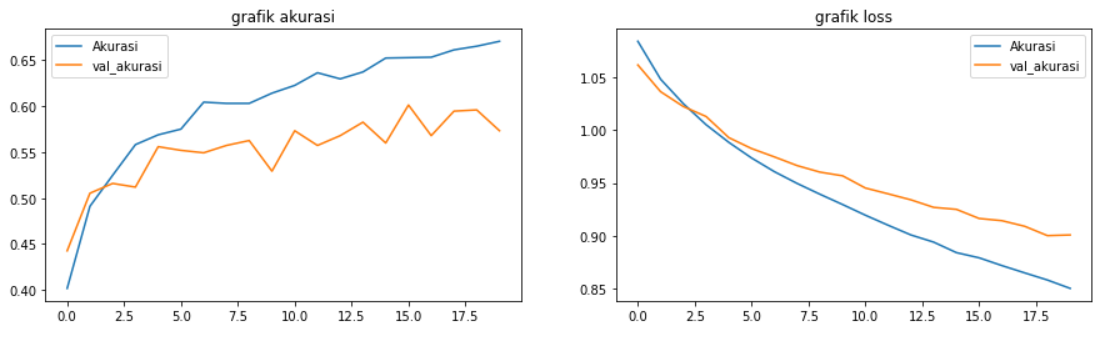 grafik akurasi
Akurasi
val_akurasi
0.65
0.60
0.55
0.50
0.45
0.40
0.0 2.5 5.0 7.5 10.0 12.5 15.0 17.5
grafik loss
Akurasi
val_akurasi
1.05
1.00
0.95
0.90
0.85
0.0 2.5 5.0 7.5 10.0 12.5 15.0 17.5